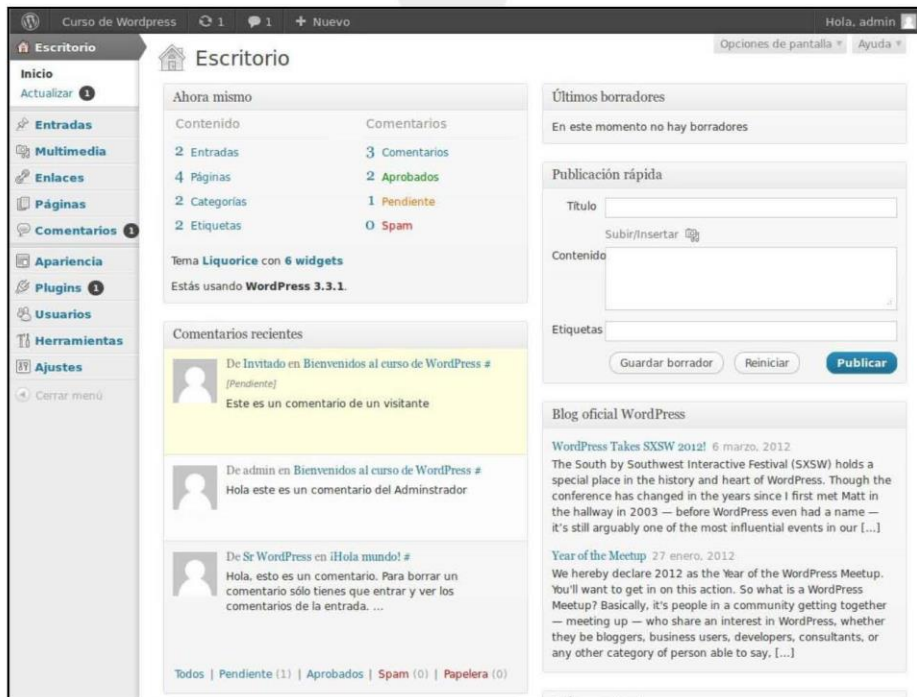 Curso de Wordpress 1 1 + Nuevo Hola, admin
Escritorio
Inicio
Actualizar 1
Entradas
Multimedia
Enlaces
Páginas
Comentarios 1
Apariencia
Plugins 1
Usuarios
Herramientas
Ajustes
Cerrar menú
Opciones de pantalla Ayuda
Escritorio
Ahora mismo
Contenido Comentarios
2 Entradas 3 Comentarios
4 Páginas 2 Aprobados
2 Categorías 1 Pendiente
2 Etiquetas 0 Spam
Tema Liquorice con 6 widgets
Estás usando WordPress 3.3.1.
Comentarios recientes
De Invitado en Bienvenidos al curso de WordPress #
[Pendiente]
Este es un comentario de un visitante
De admin en Bienvenidos al curso de WordPress #
Hola este es un comentario del Adminstrador
De Sr WordPress en ¡Hola mundo! #
Hola, esto es un comentario. Para borrar un
comentario sólo tienes que entrar y ver los
comentarios de la entrada. ...
Todos | Pendiente (1) | Aprobados | Spam (0) | Papelera (0)
Últimos borradores
En este momento no hay borradores
Publicación rápida
Título
Subir/Insertar
Contenido
Etiquetas
Guardar borrador Reiniciar Publicar
Blog oficial WordPress
WordPress Takes SXSW 2012! 6 marzo, 2012
The South by Southwest Interactive Festival (SXSW) holds a
special place in the history and heart of WordPress. Though the
conference has changed in the years since I first met Matt in
the hallway in 2003 — before WordPress even had a name —
it's still arguably one of the most influential events in our [...]
Year of the Meetup 27 enero, 2012
We hereby declare 2012 as the Year of the WordPress Meetup.
You'll want to get in on this action. So what is a WordPress
Meetup? Basically, it's people in a community getting together
— meeting up — who share an interest in WordPress, whether
they be bloggers, business users, developers, consultants, or
any other category of person able to say, [...]